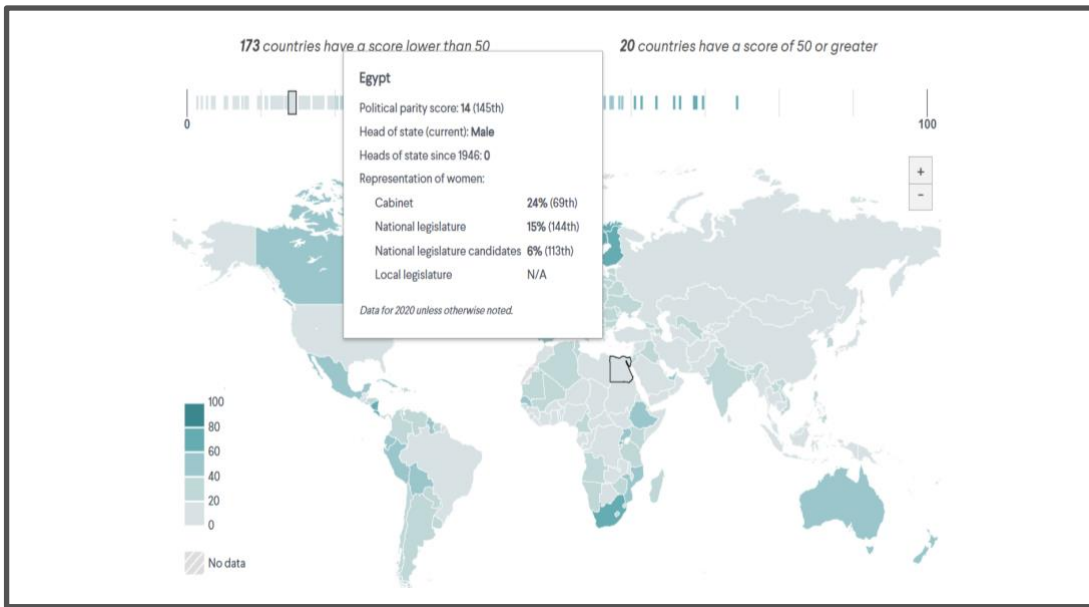 173 countries have a score lower than 50
20 countries have a score of 50 or greater
0
100
Egypt
Political parity score: 14 (145th)
Head of state (current): Male
Heads of state since 1946: 0
Representation of women:
Cabinet 24% (69th)
National legislature 15% (144th)
National legislature candidates 6% (113th)
Local legislature N/A
Data for 2020 unless otherwise noted.
+
-
100
80
60
40
20
0
No data